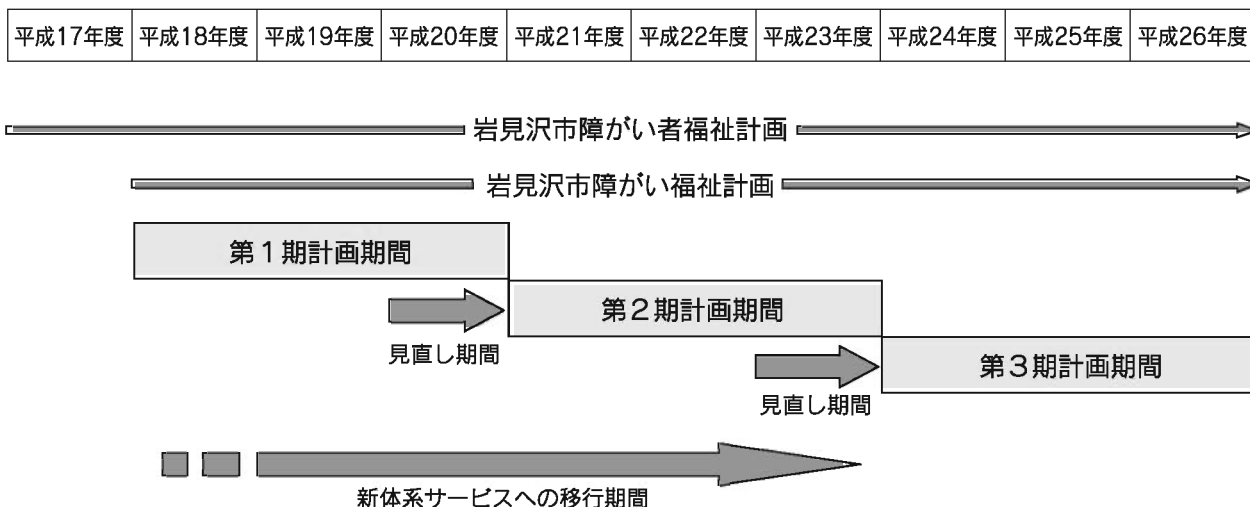 平成17年度 平成18年度 平成19年度 平成20年度 平成21年度 平成22年度 平成23年度 平成24年度 平成25年度 平成26年度
岩見沢市障がい者福祉計画
岩見沢市障がい福祉計画
第1期計画期間
第2期計画期間
見直し期間
第3期計画期間
見直し期間
新体系サービスへの移行期間